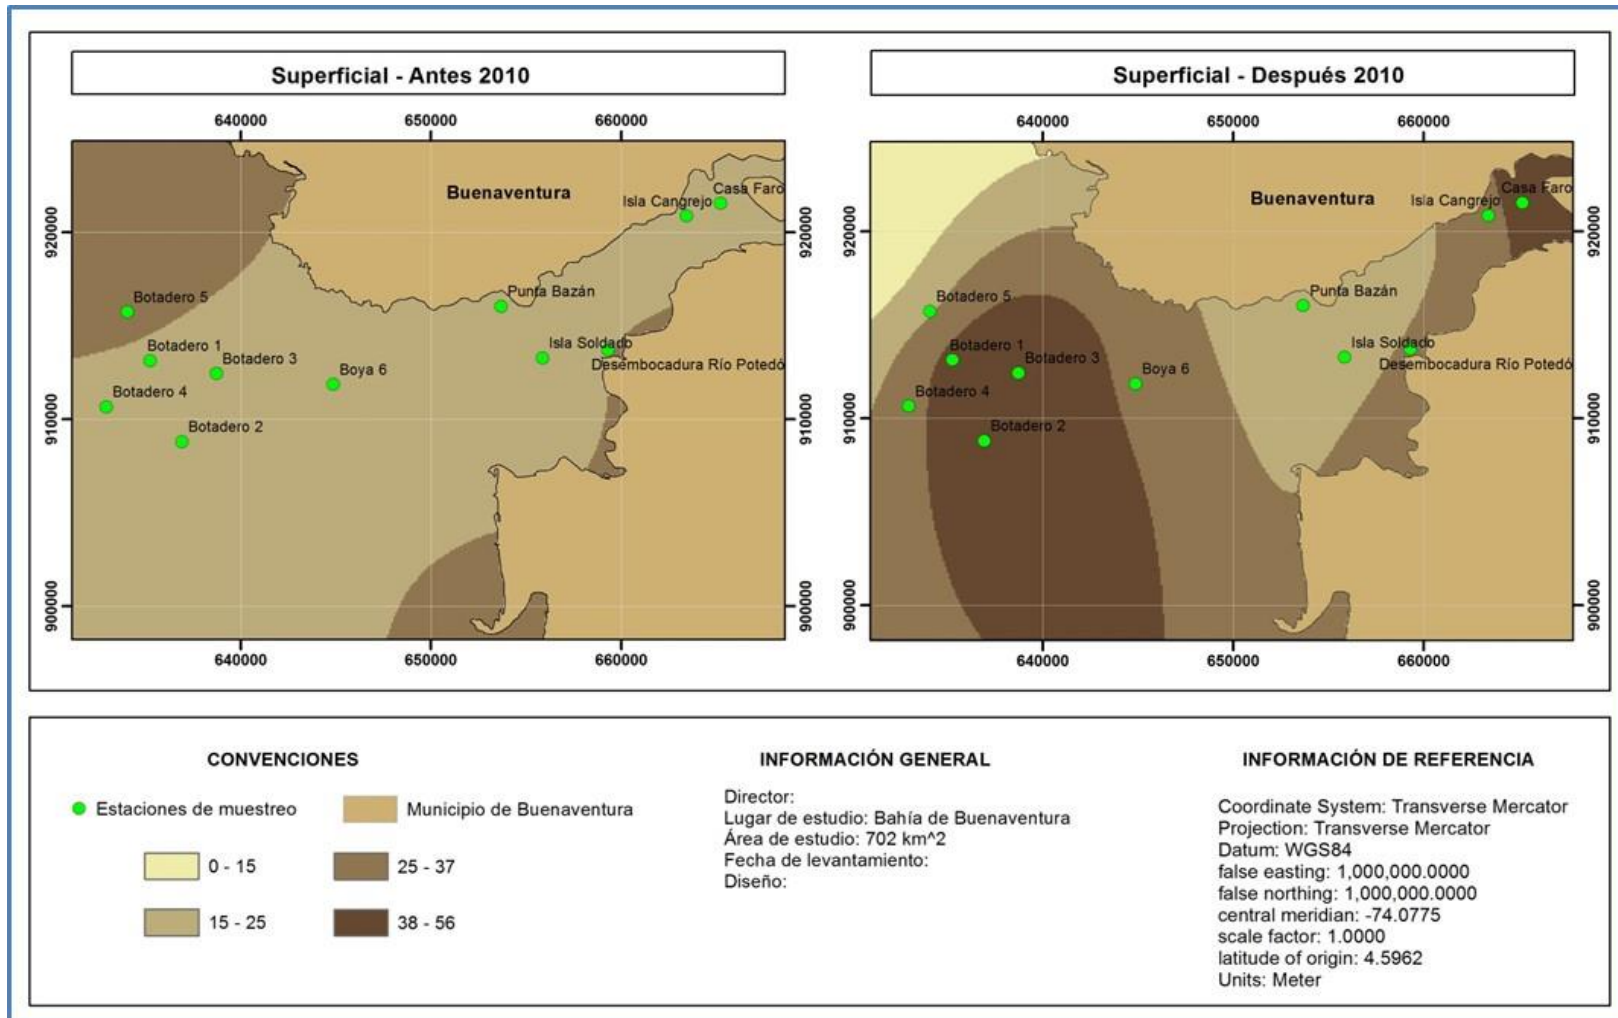 Superficial - Antes 2010
640000
650000
660000
920000
910000
900000
Buenaventura
Casa Faro
Isla Cangrejo
Botadero 5
Punta Bazán
Botadero 1
Botadero 3
Isla Soldado
Boya 6
Desembocadura Río Potedó
Botadero 4
Botadero 2
920000
910000
900000
640000
650000
660000
Superficial - Después 2010
640000
650000
660000
920000
910000
900000
Buenaventura
Casa Faro
Isla Cangrejo
Botadero 5
Punta Bazán
Botadero 1
Botadero 3
Isla Soldado
Boya 6
Desembocadura Río Potedó
Botadero 4
Botadero 2
920000
910000
900000
640000
650000
660000
CONVENCIONES
Estaciones de muestreo
Municipio de Buenaventura
0 - 15
25 - 37
15 - 25
38 - 56
INFORMACIÓN GENERAL
Director:
Lugar de estudio: Bahía de Buenaventura
Área de estudio: 702 km^2
Fecha de levantamiento:
Diseño:
INFORMACIÓN DE REFERENCIA
Coordinate System: Transverse Mercator
Projection: Transverse Mercator
Datum: WGS84
false easting: 1,000,000.0000
false northing: 1,000,000.0000
central meridian: -74.0775
scale factor: 1.0000
latitude of origin: 4.5962
Units: Meter